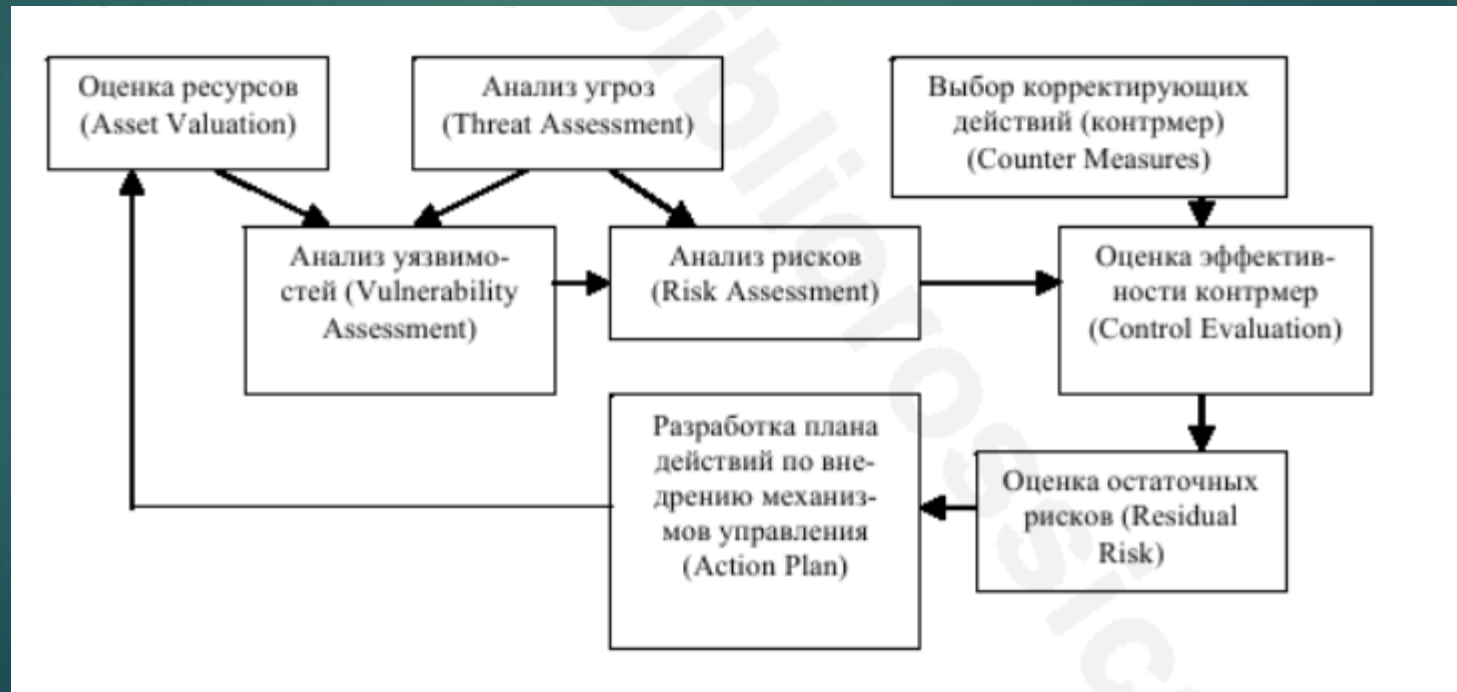 Оценка ресурсов
(Asset Valuation)
Анализ угроз
(Threat Assessment)
Выбор корректирующих
действий (контрмер)
(Counter Measures)
Анализ уязвимо-
стей (Vulnerability
Assessment)
Анализ рисков
(Risk Assessment)
Оценка эффектив-
ности контрмер
(Control Evaluation)
Разработка плана
действий по вне-
дрению механиз-
мов управления
(Action Plan)
Оценка остаточных
рисков (Residual
Risk)